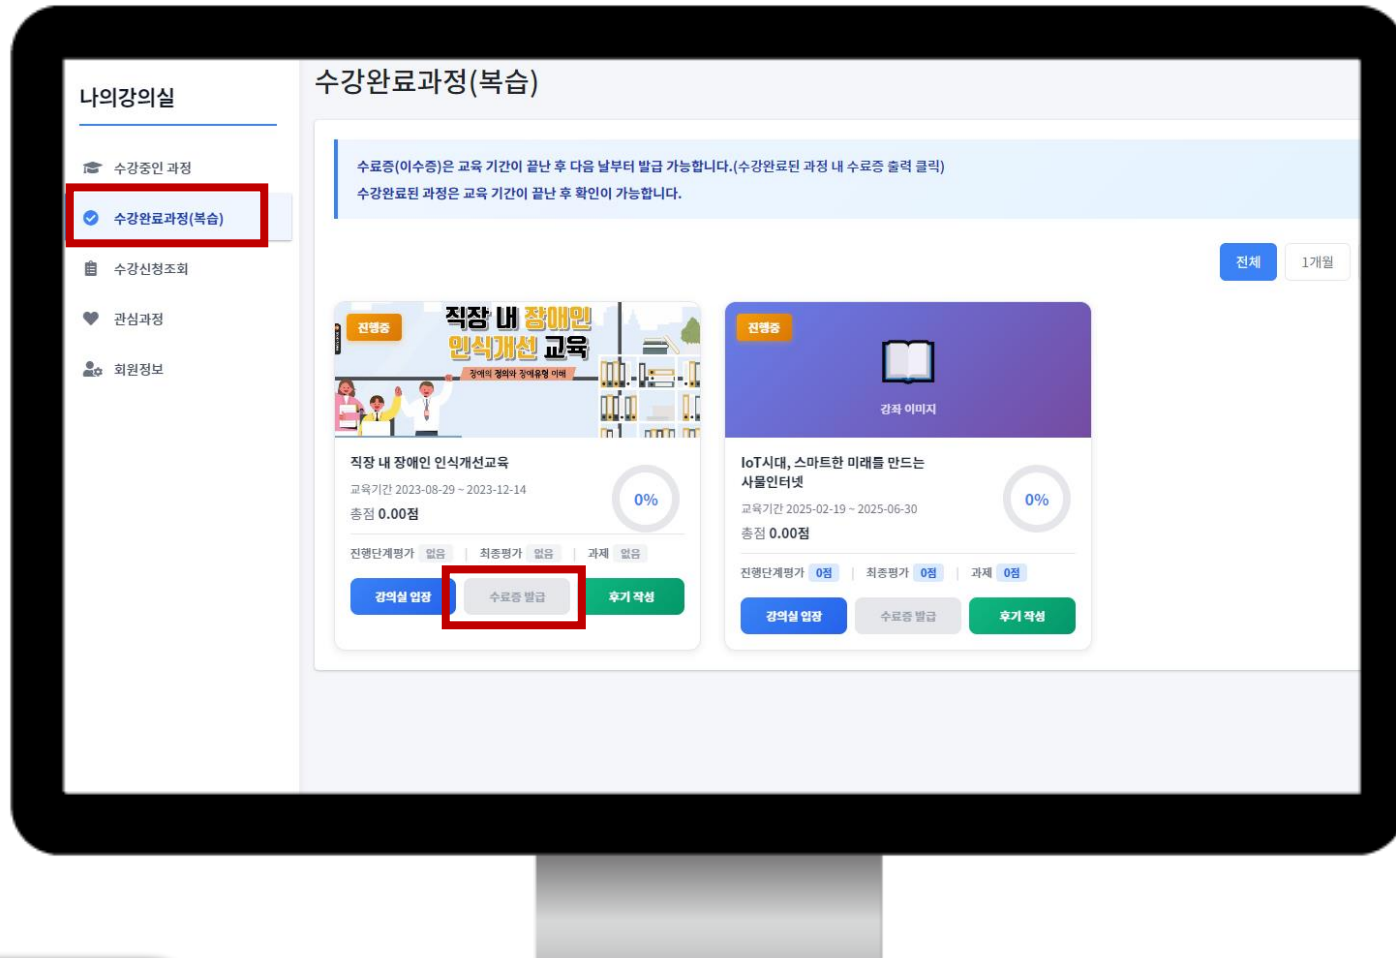 나의강의실
수강중인 과정
수강완료과정(복습)
수강신청조회
관심과정
회원정보
수강완료과정(복습)
수료증(이수증)은 교육 기간이 끝난 후 다음 날부터 발급 가능합니다.(수강완료된 과정 내 수료증 출력 클릭)
수강완료된 과정은 교육 기간이 끝난 후 확인이 가능합니다.
전체 1개월
진행중
직장 내 장애인
인식개선 교육
장애의 정의와 장애유형 이해
직장 내 장애인 인식개선교육
교육기간 2023-08-29 ~ 2023-12-14
총점 0.00점
0%
진행단계평가 없음 | 최종평가 없음 | 과제 없음
강의실 입장 수료증 발급 후기 작성
진행중
강좌 이미지
IoT시대, 스마트한 미래를 만드는
사물인터넷
교육기간 2025-02-19 ~ 2025-06-30
총점 0.00점
0%
진행단계평가 0점 | 최종평가 0점 | 과제 0점
강의실 입장 수료증 발급 후기 작성